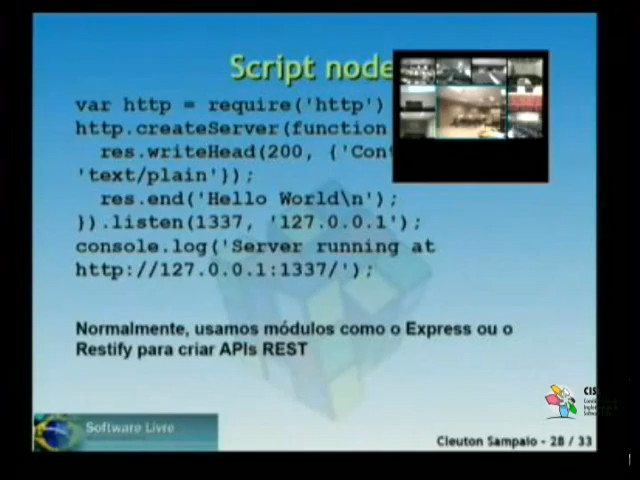 Script node
var http = require('http')
http.createServer(function
res.writeHead(200, {'Con
'text/plain'});
res.end('Hello World\n');
}).listen(1337, '127.0.0.1');
console.log('Server running at
http://127.0.0.1:1337/');
Normalmente, usamos módulos como o Express ou o
Restify para criar APIs REST
CIS
Software Livre
Cleuton Sampaio - 28 / 33